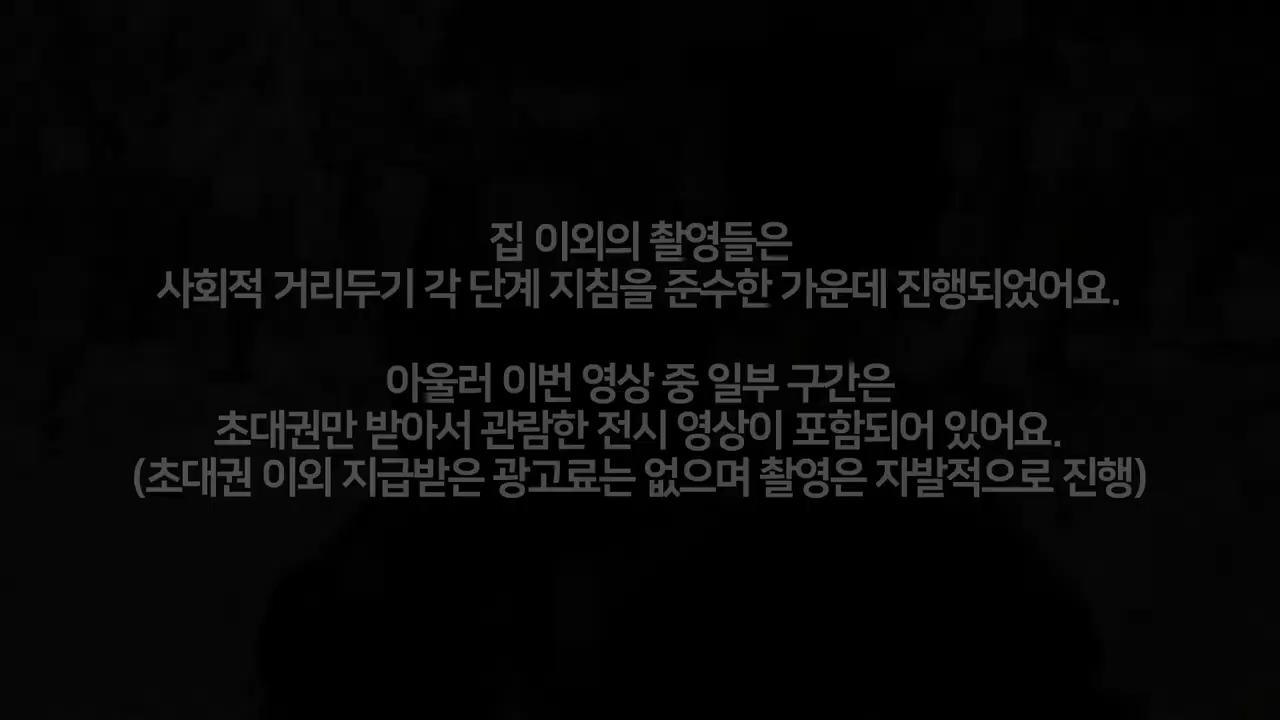 집 이외의 촬영들은
사회적 거리두기 각 단계 지침을 준수한 가운데 진행되었어요.
아울러 이번 영상 중 일부 구간은
초대권만 받아서 관람한 전시 영상이 포함되어 있어요.
(초대권 이외 지급받은 광고료는 없으며 촬영은 자발적으로 진행)